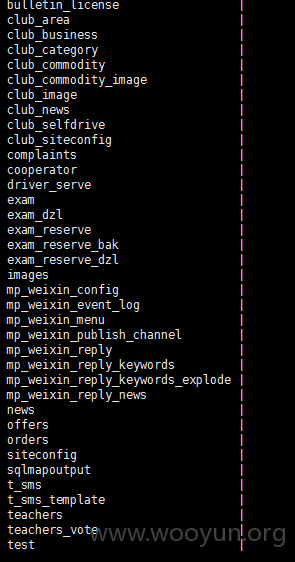 bulletin_license |
club_area |
club_business |
club_category |
club_commodity |
club_commodity_image |
club_image |
club_news |
club_selfdrive |
club_siteconfig |
complaints |
cooperator |
driver_serve |
exam |
exam_dzl |
exam_reserve |
exam_reserve_bak |
exam_reserve_dzl |
images |
mp_weixin_config |
mp_weixin_event_log |
mp_weixin_menu |
mp_weixin_publish_channel |
mp_weixin_reply |
mp_weixin_reply_keywords |
mp_weixin_reply_keywords_explode |
mp_weixin_reply_news |
news |
offers |
orders |
siteconfig |
sqlmapoutput |
t_sms |
t_sms_template |
teachers |
teachers_vote |
www.wooyun.org
test |